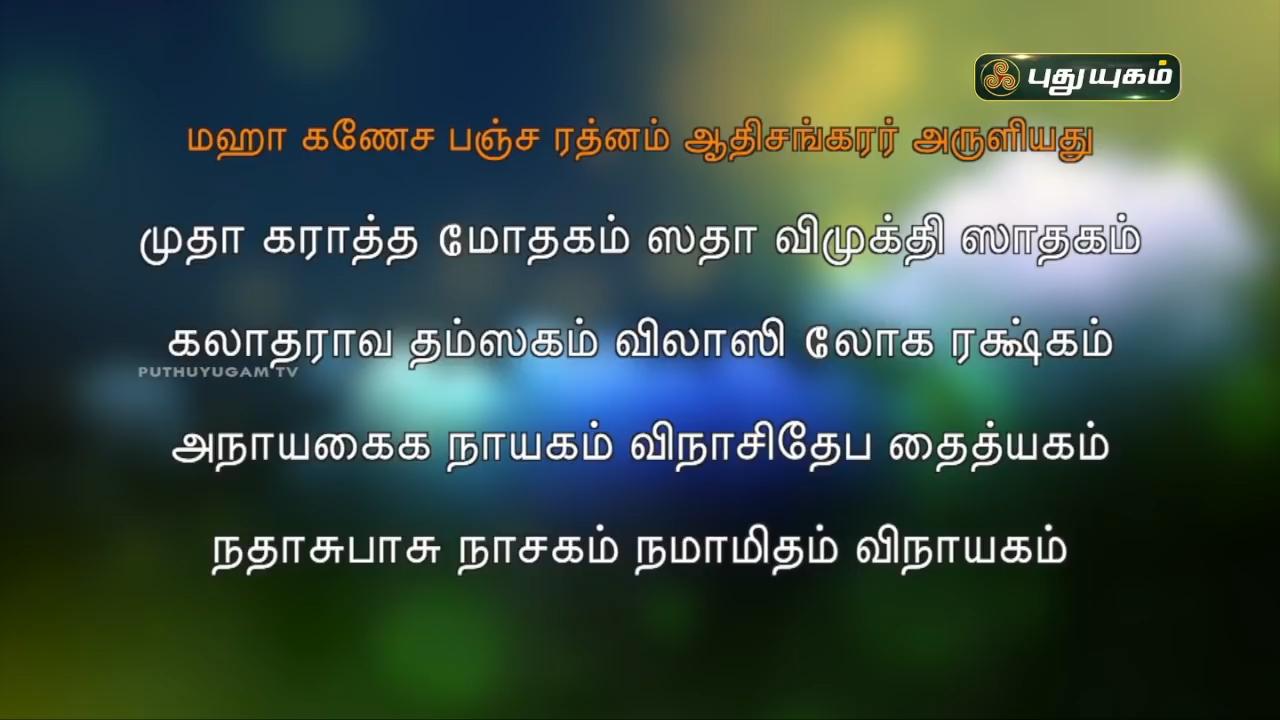 புதுயுகம்
மஹா கணேச பஞ்ச ரத்னம் ஆதிசங்கரர் அருளியது
முதா கராத்த மோதகம் ஸதா விமுக்தி ஸாதகம்
கலாதராவ தம்ஸகம் விலாஸி லோக ரக்ஷ்கம்
PUTHUYUGAM TV
அநாயகைக நாயகம் விநாசிதேப தைத்யகம்
நதாசுபாசு நாசகம் நமாமிதம் விநாயகம்